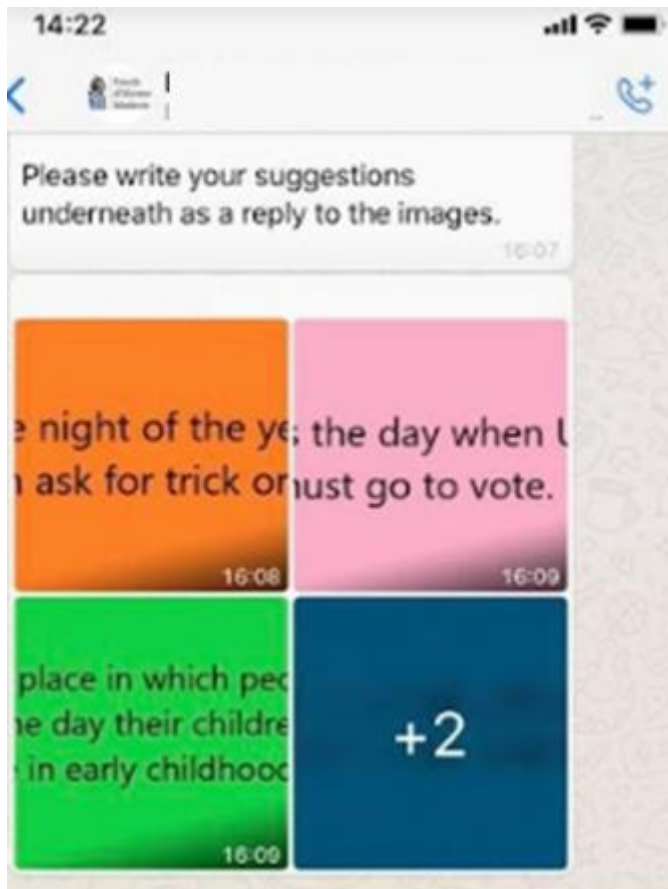 14:22
Please write your suggestions
underneath as a reply to the images.
16:07
e night of the ye
ask for trick or
16:08
the day when U
ust go to vote.
16:09
place in which peo
e day their childre
in early childhood
16:09
+2